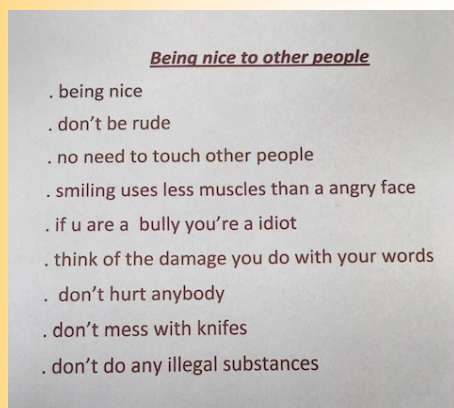 Being nice to other people
. being nice
. don't be rude
. no need to touch other people
. smiling uses less muscles than a angry face
. if u are a  bully you're a idiot
. think of the damage you do with your words
.  don't hurt anybody
. don't mess with knifes
. don't do any illegal substances